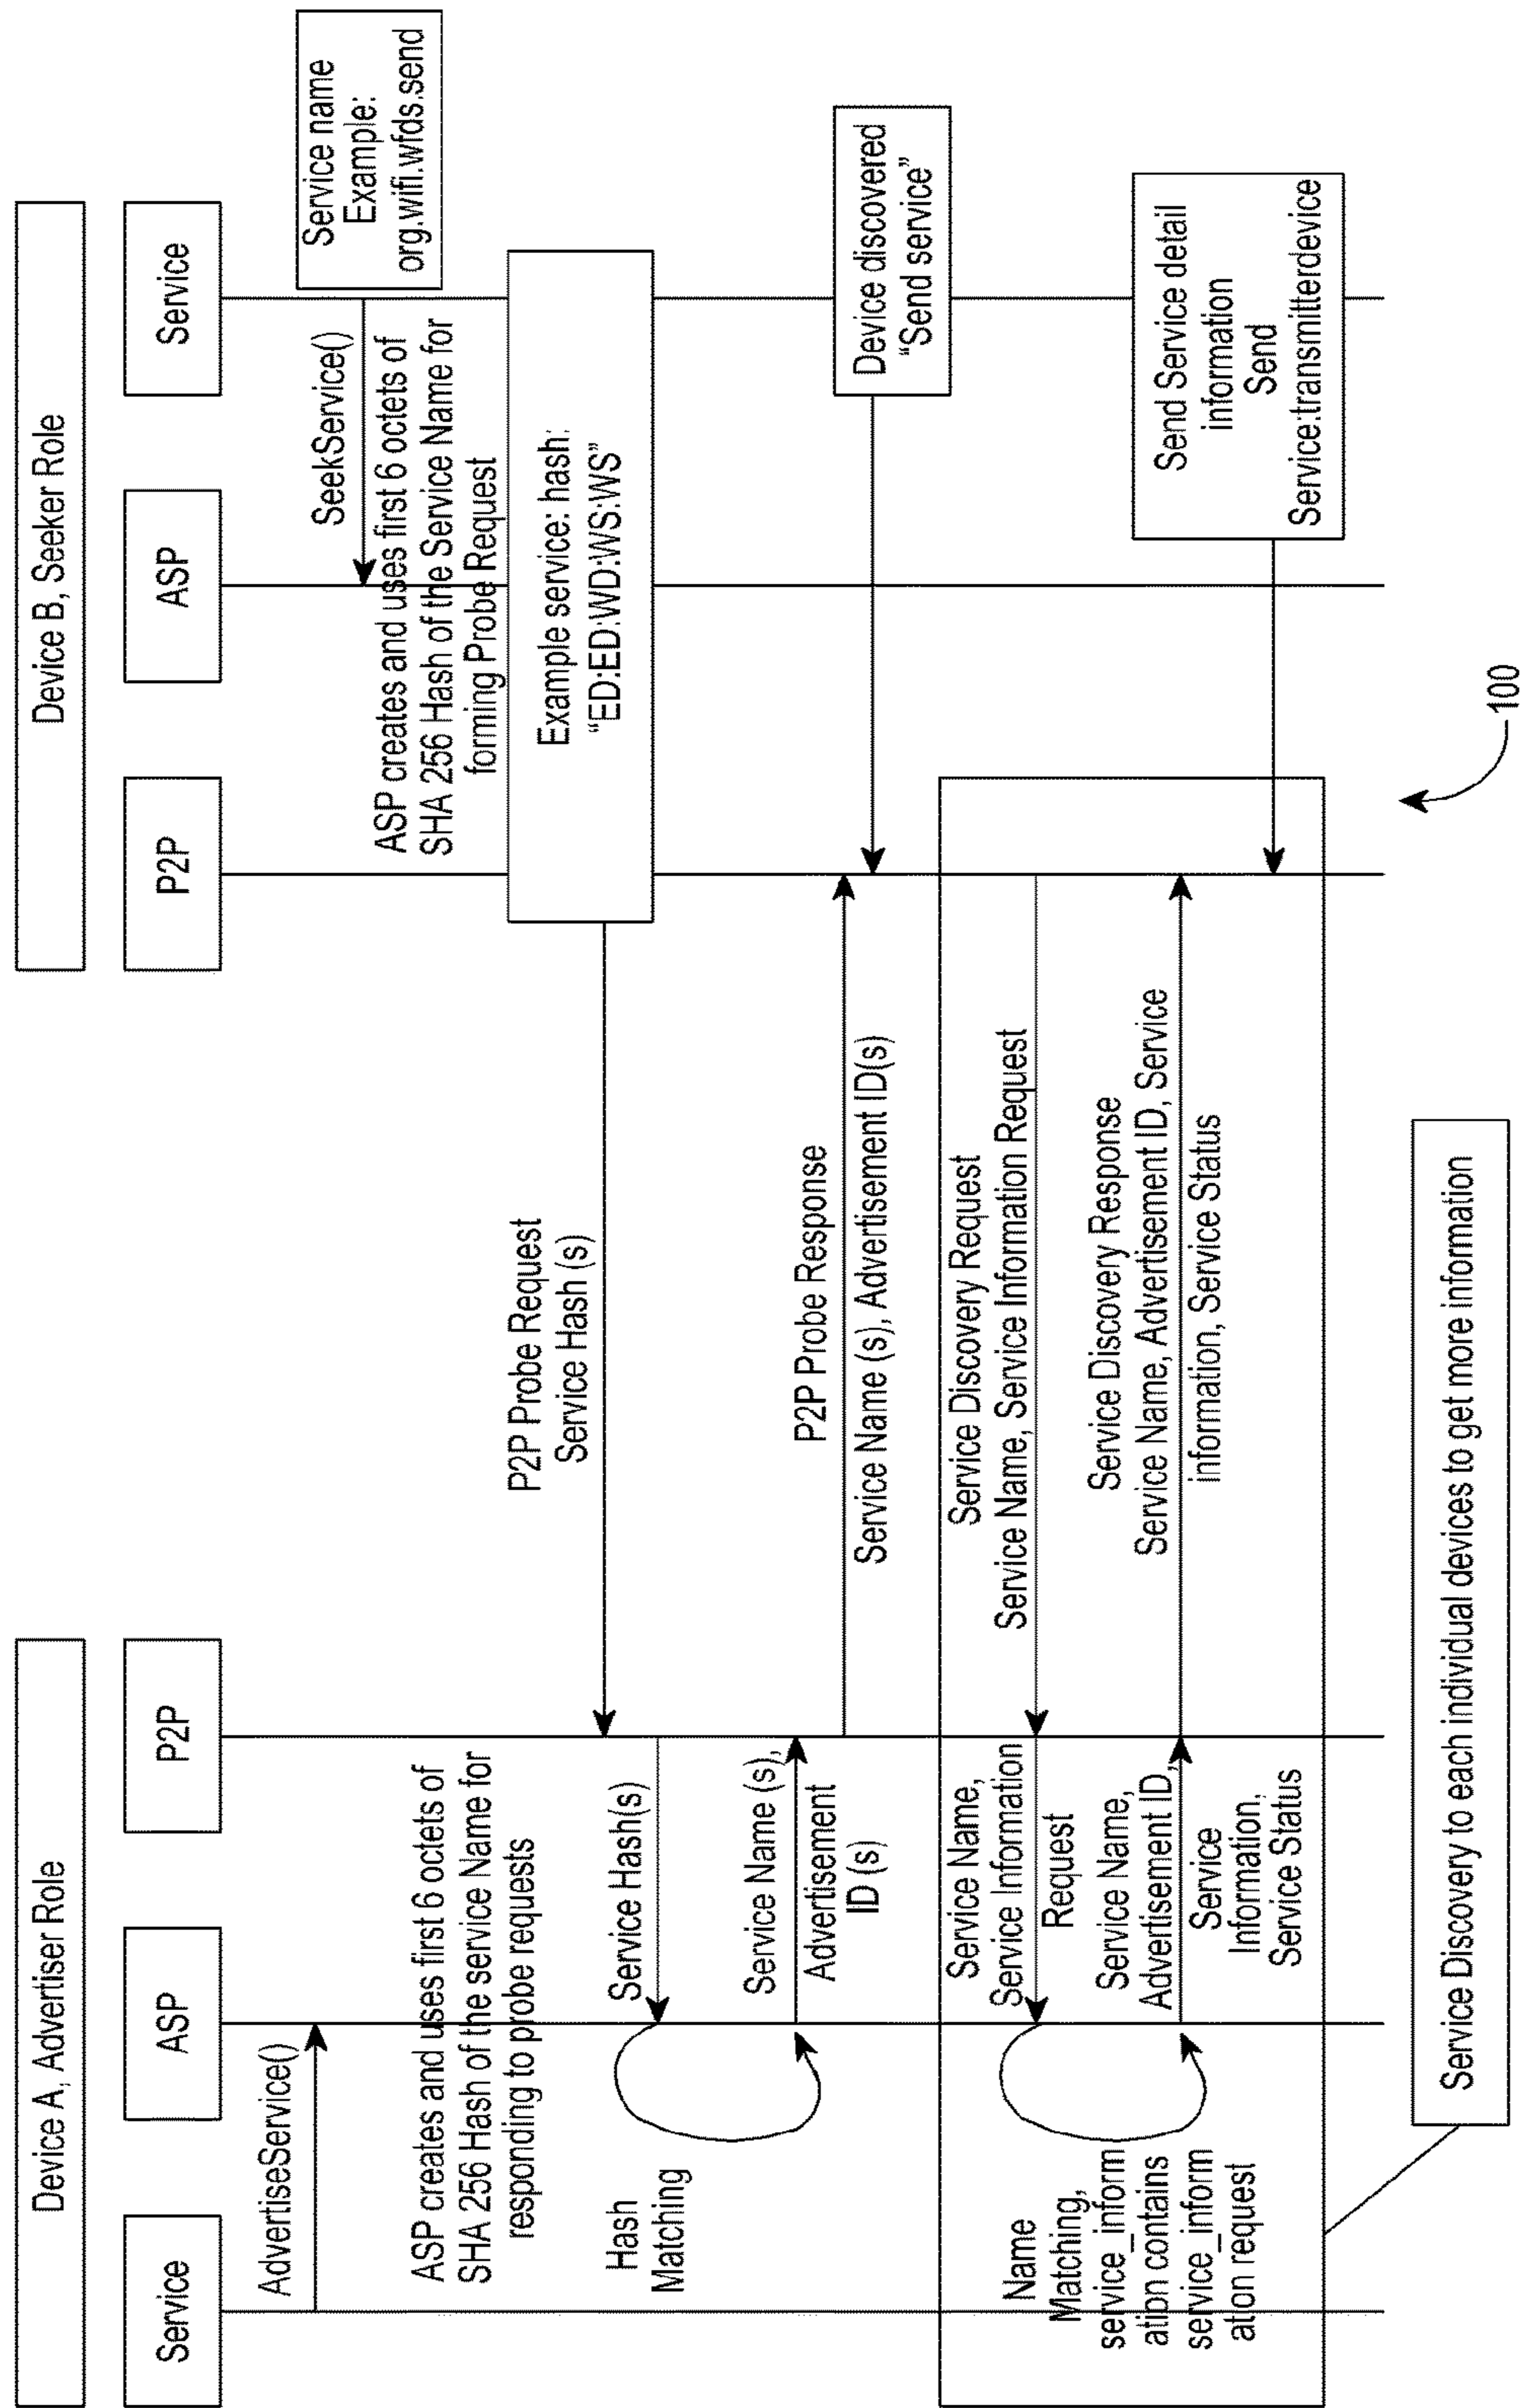 Device A, Advertiser Role
Device B, Seeker Role
Service
ASP
P2P
P2P
ASP
Service
AdvertiseService()
SeekService()
Service name
Example:
org.wifi.wfds.send
ASP creates and uses first 6 octets of
SHA 256 Hash of the service Name for
responding to probe requests
ASP creates and uses first 6 octets of
SHA 256 Hash of the Service Name for
forming Probe Request
P2P Probe Request
Service Hash (s)
Example service: hash:
“ED:ED:WD:WS:WS”
Hash
Matching
Service Hash(s)
Service Name (s),
Advertisement
ID (s)
P2P Probe Response
Service Name (s), Advertisement ID(s)
Device discovered
“Send service”
Name
Matching,
service_inform
ation contains
service_inform
ation request
Service Name,
Service Information
Request
Service Discovery Request
Service Name, Service Information Request
Service Name,
Advertisement ID,
Service
Information,
Service Status
Service Discovery Response
Service Name, Advertisement ID, Service
information, Service Status
Send Service detail
information
Send
Service:transmitterdevice
Service Discovery to each individual devices to get more information
100